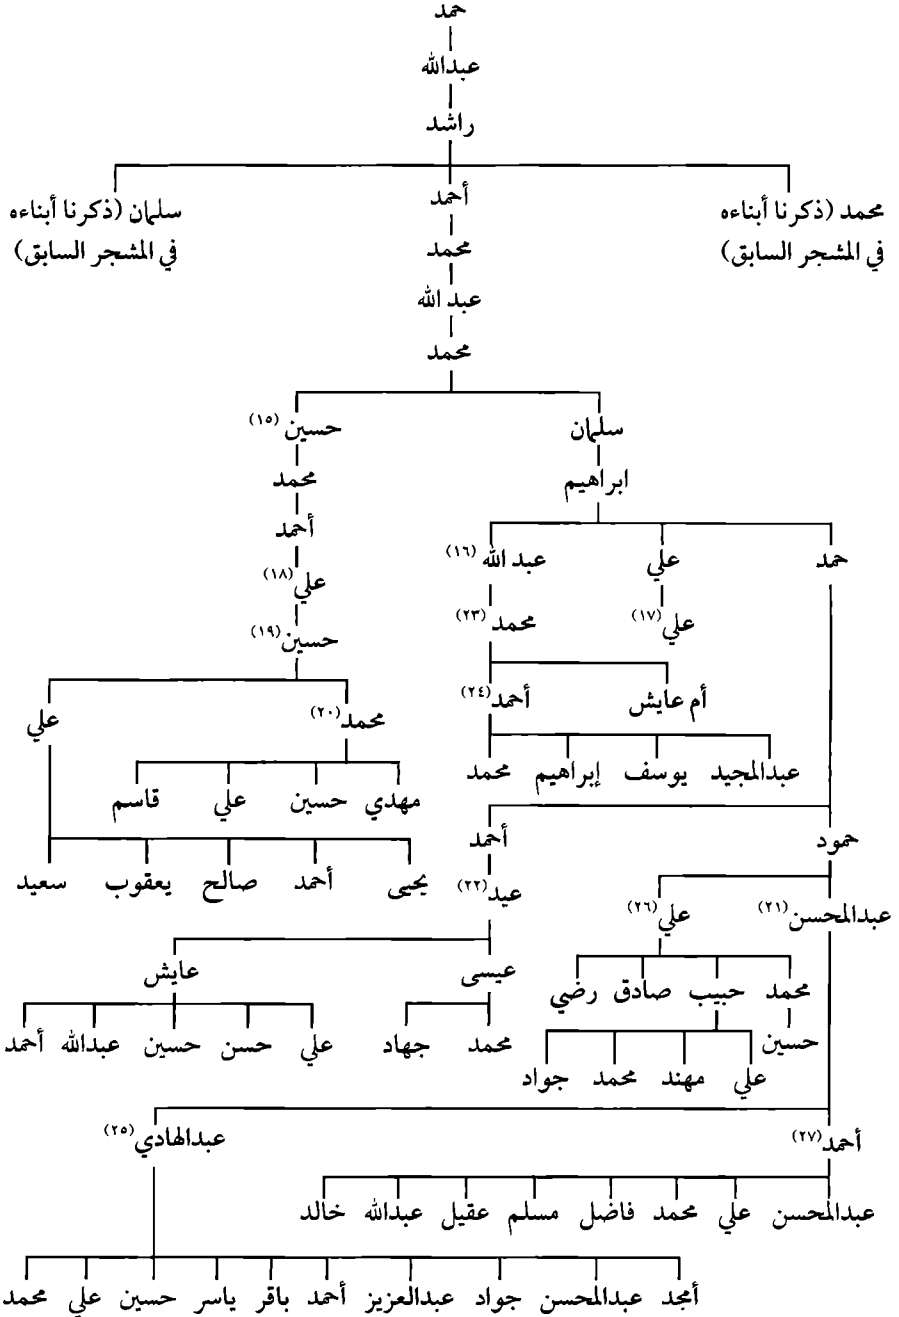 حمد
عبدالله
راشد
محمد (ذكرنا أبناءه في المشجر السابق)
أحمد
سلمان (ذكرنا أبناءه في المشجر السابق)
محمد
عبد الله
محمد
سلمان
حسين (١٥)
ابراهيم
محمد
أحمد
حمد
علي
عبد الله (١٦)
علي (١٨)
علي (١٧)
محمد (٢٣)
حسين (١٩)
أم عايش
أحمد (٢٤)
محمد (٢٠)
علي
عبدالمجيد
يوسف
إبراهيم
محمد
مهدي
حسين
علي
قاسم
حمود
أحمد
يحيى
أحمد
صالح
يعقوب
سعيد
عيد (٢٢)
عبدالمحسن (٢١)
علي (٢٦)
عيسى
عايش
محمد
حبيب
صادق
رضي
حسين
محمد
جهاد
علي
حسن
حسين
عبدالله
أحمد
علي
مهند
محمد
جواد
أحمد (٢٧)
عبدالهادي (٢٥)
عبدالمحسن
علي
محمد
فاضل
مسلم
عقيل
عبدالله
خالد
أمجد
عبدالمحسن
جواد
عبدالعزيز
أحمد
باقر
ياسر
حسين
علي
محمد